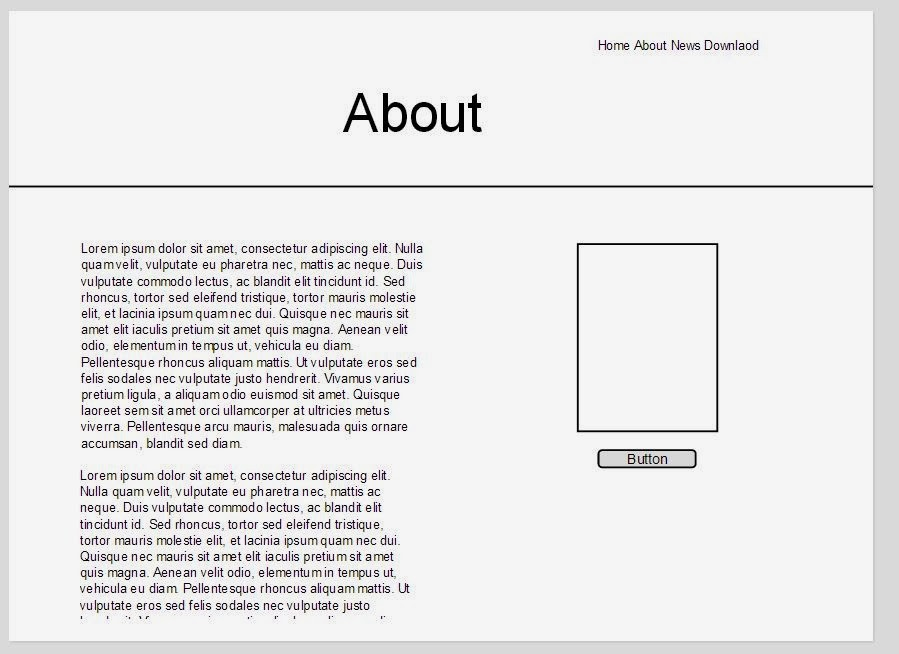 Home About News Downlaod
About
Lorem ipsum dolor sit amet, consectetur adipiscing elit. Nulla
quam velit, vulputate eu pharetra nec, mattis ac neque. Duis
vulputate commodo lectus, ac blandit elit tincidunt id. Sed
rhoncus, tortor sed eleifend tristique, tortor mauris molestie
elit, et lacinia ipsum quam nec dui. Quisque nec mauris sit
amet elit iaculis pretium sit amet quis magna. Aenean velit
odio, elementum in tempus ut, vehicula eu diam.
Pellentesque rhoncus aliquam mattis. Ut vulputate eros sed
felis sodales nec vulputate justo hendrerit. Vivamus varius
pretium ligula, a aliquam odio euismod sit amet. Quisque
laoreet sem sit amet orci ullamcorper at ultricies metus
viverra. Pellentesque arcu mauris, malesuada quis ornare
accumsan, blandit sed diam.
Lorem ipsum dolor sit amet, consectetur adipiscing elit.
Nulla quam velit, vulputate eu pharetra nec, mattis ac
neque. Duis vulputate commodo lectus, ac blandit elit
tincidunt id. Sed rhoncus, tortor sed eleifend tristique,
tortor mauris molestie elit, et lacinia ipsum quam nec dui.
Quisque nec mauris sit amet elit iaculis pretium sit amet
quis magna. Aenean velit odio, elementum in tempus ut,
vehicula eu diam. Pellentesque rhoncus aliquam mattis. Ut
vulputate eros sed felis sodales nec vulputate justo
Button